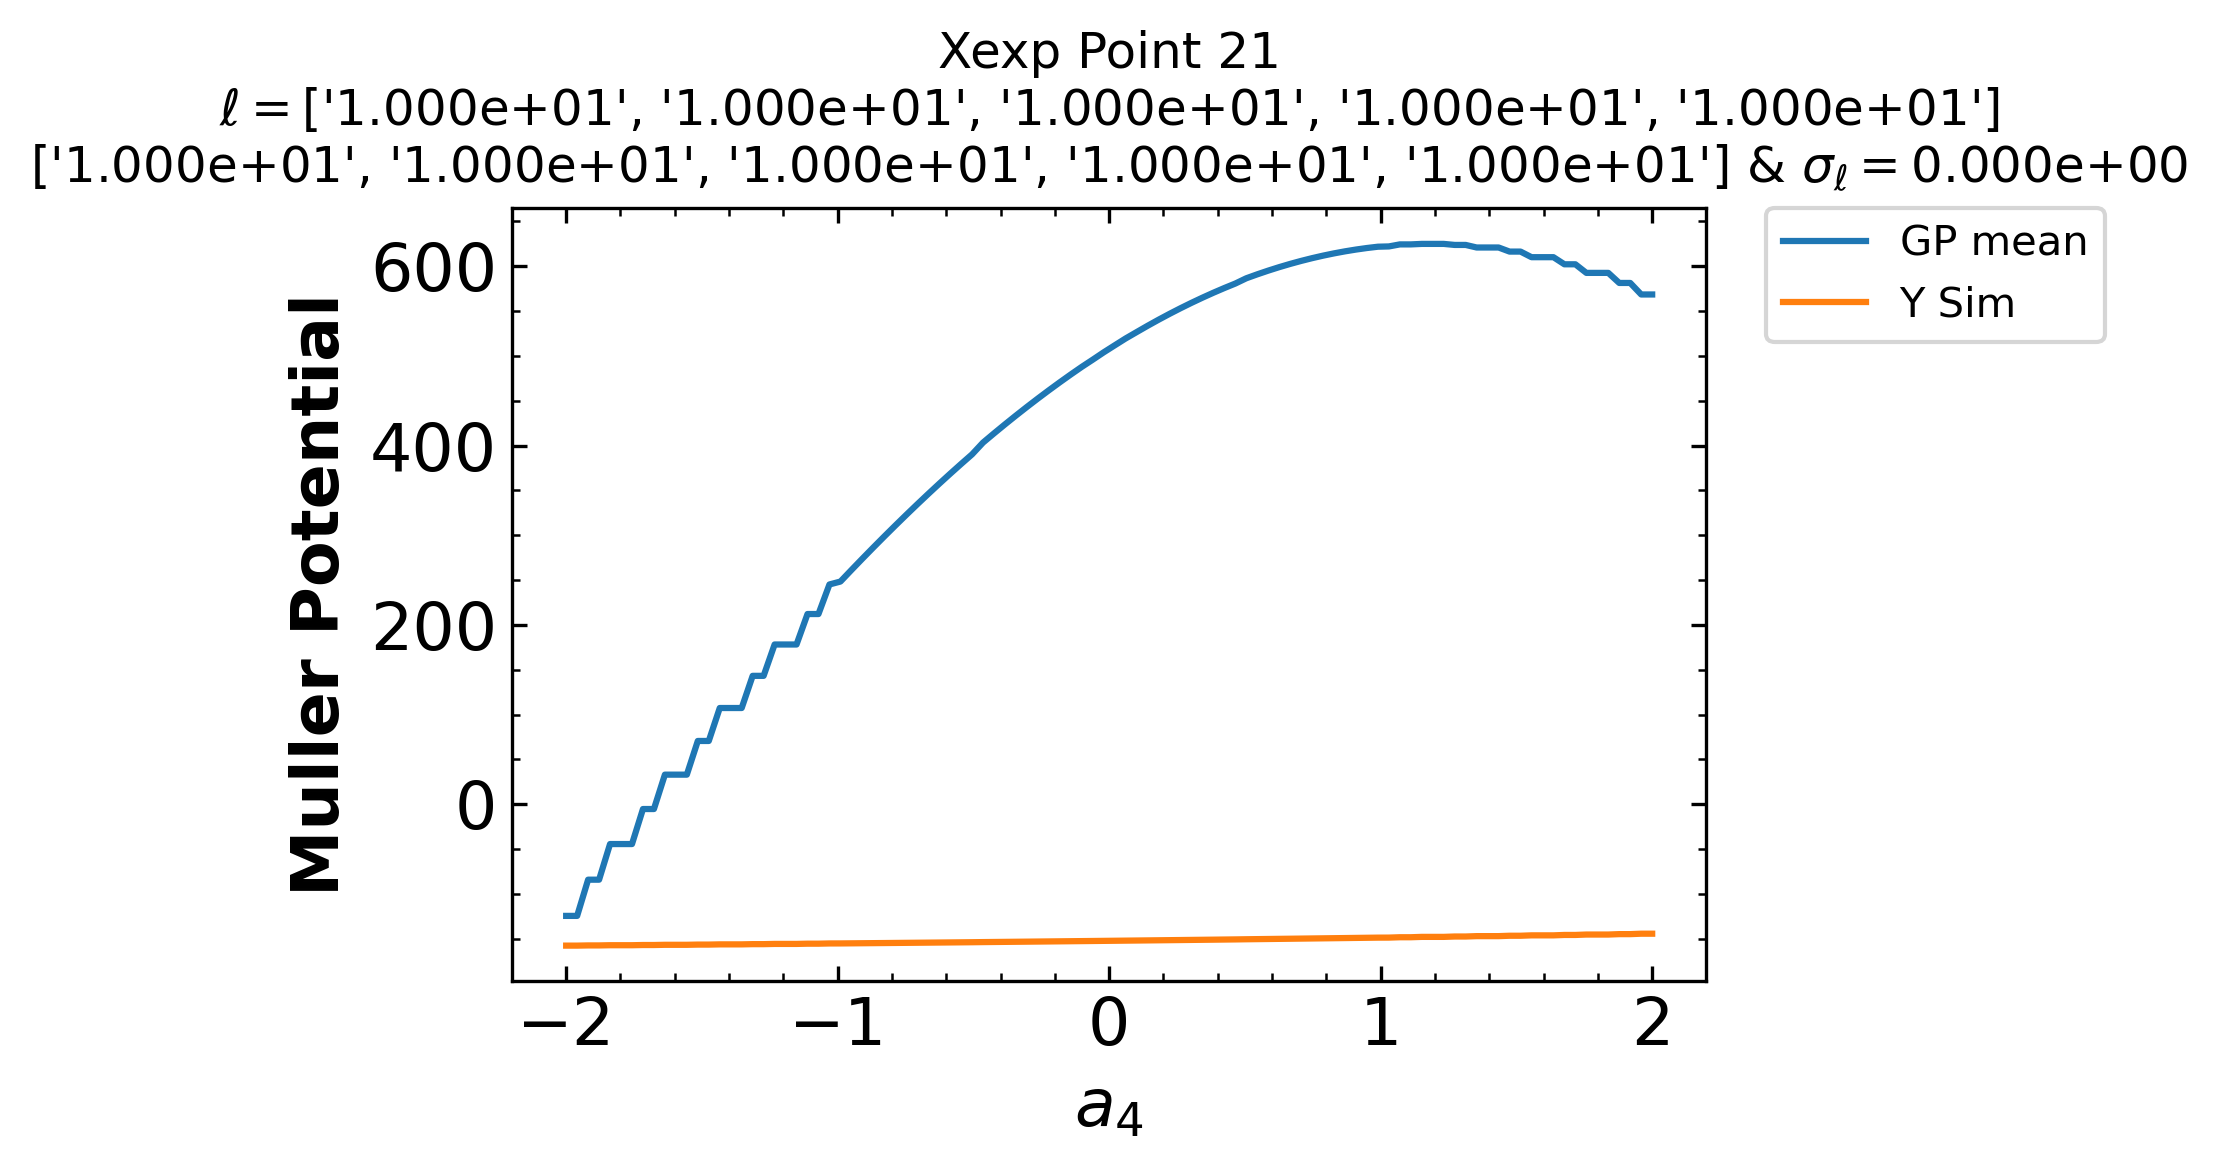 Xexp Point 21
ℓ = ['1.000e+01', '1.000e+01', '1.000e+01', '1.000e+01', '1.000e+01']
['1.000e+01', '1.000e+01', '1.000e+01', '1.000e+01', '1.000e+01'] & σℓ = 0.000e+00
GP mean
Y Sim
Muller Potential
600
400
200
0
−2 −1 0 1 2
a₄